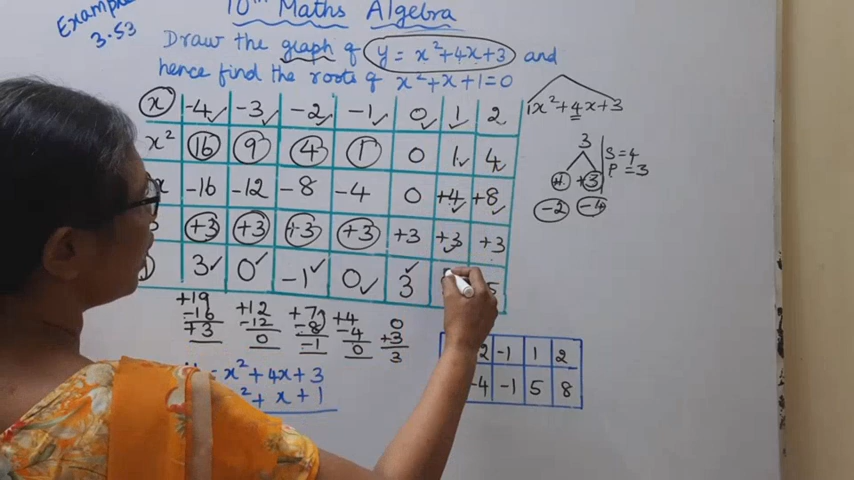 10th Maths Algebra
Example 3.53
Draw the graph of y = x²+4x+3 and
hence find the roots of x²+x+1=0
x -4 -3 -2 -1 0 1 2
x² 16 9 4 1 0 1 4
x -16 -12 -8 -4 0 +4 +8
+3 +3 +3 +3 +3 +3 +3
3 0 -1 0 3 5
+19 +12 +7 +4 0
-16 -12 -8 -4 +3
+3 0 -1 0 3
= x²+4x+3
² + x + 1
1x²+4x+3
3 S=4
P=3
+1 +3
-2 -4
2 -1 1 2
-4 -1 5 8